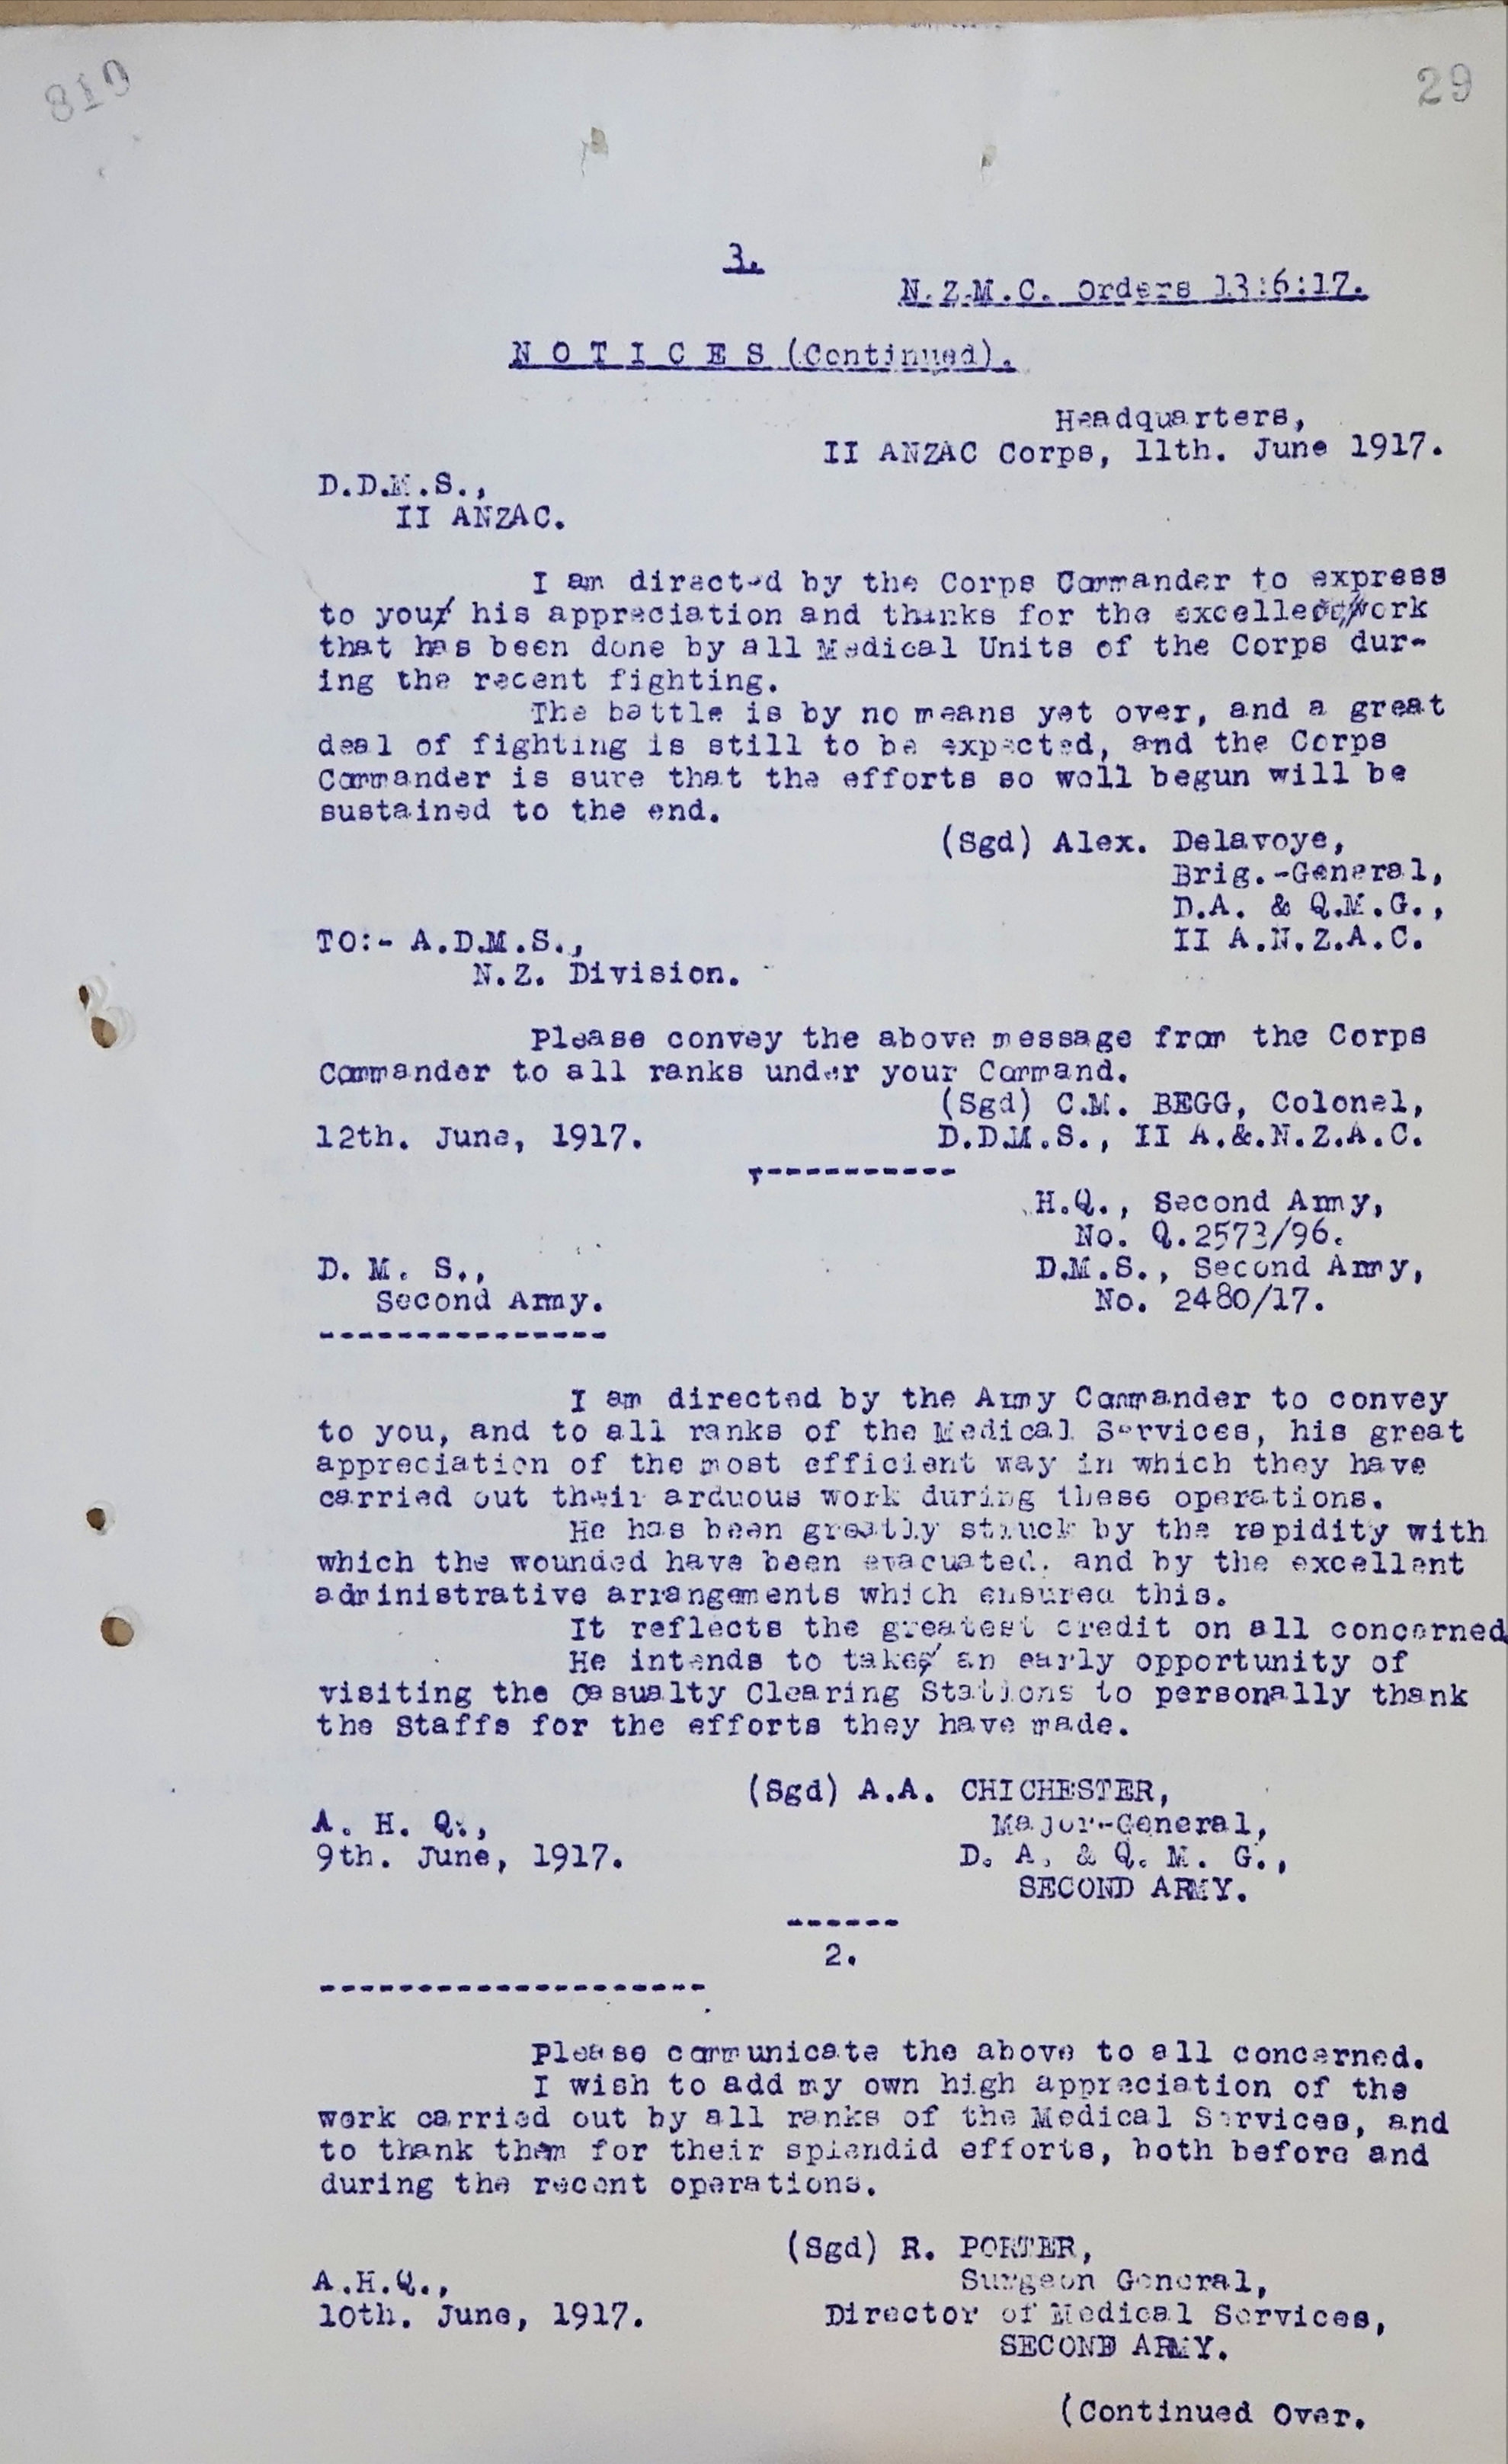 810
29
3.
N.Z.M.C. Orders 13:6:17.
N O T I C E S (Continued).
Headquarters,
II ANZAC Corps, 11th. June 1917.
D.D.M.S.,
II ANZAC.
I am directed by the Corps Commander to express
to you his appreciation and thanks for the excellent work
that has been done by all Medical Units of the Corps dur-
ing the recent fighting.
The battle is by no means yet over, and a great
deal of fighting is still to be expected, and the Corps
Commander is sure that the efforts so well begun will be
sustained to the end.
(Sgd) Alex. Delavoye,
Brig.-General,
D.A. & Q.M.G.,
TO:- A.D.M.S., II A.N.Z.A.C.
N.Z. Division.
Please convey the above message from the Corps
Commander to all ranks under your Command.
(Sgd) C.M. BEGG, Colonel,
12th. June, 1917. D.D.M.S., II A.&.N.Z.A.C.
-----------
H.Q., Second Army,
No. Q.2573/96.
D. M. S., D.M.S., Second Army,
Second Army. No. 2480/17.
---------------
I am directed by the Army Commander to convey
to you, and to all ranks of the Medical Services, his great
appreciation of the most efficient way in which they have
carried out their arduous work during these operations.
He has been greatly struck by the rapidity with
which the wounded have been evacuated, and by the excellent
administrative arrangements which ensured this.
It reflects the greatest credit on all concerned
He intends to take an early opportunity of
visiting the Casualty Clearing Stations to personally thank
the Staffs for the efforts they have made.
(Sgd) A.A. CHICHESTER,
A. H. Q., Major-General,
9th. June, 1917. D. A. & Q. M. G.,
SECOND ARMY.
------
2.
--------------------
Please communicate the above to all concerned.
I wish to add my own high appreciation of the
work carried out by all ranks of the Medical Services, and
to thank them for their splendid efforts, both before and
during the recent operations.
(Sgd) R. PORTER,
A.H.Q., Surgeon General,
10th. June, 1917. Director of Medical Services,
SECOND ARMY.
(Continued Over.